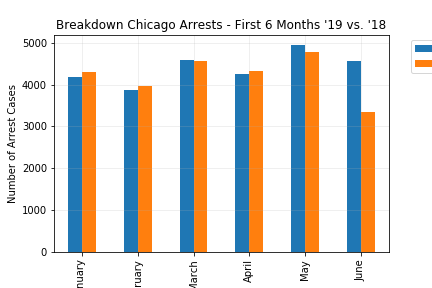 Breakdown Chicago Arrests - First 6 Months '19 vs. '18
Number of Arrest Cases
5000
4000
3000
2000
1000
0
nuary
ruary
March
April
May
June